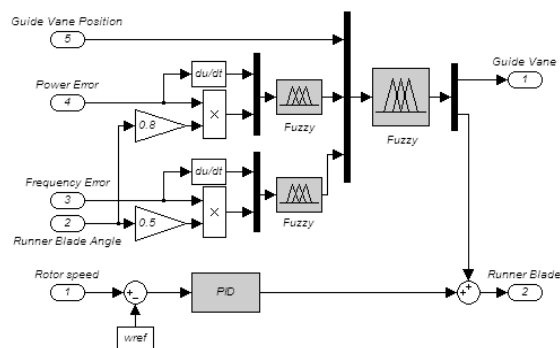 Guide Vane Position
5
Guide Vane
1
du/dt
Power Error
4
0.8
×
Fuzzy
Fuzzy
du/dt
Frequency Error
3
2
0.5
×
Fuzzy
Runner Blade Angle
Rotor speed
1
PID
Runner Blade
2
wref